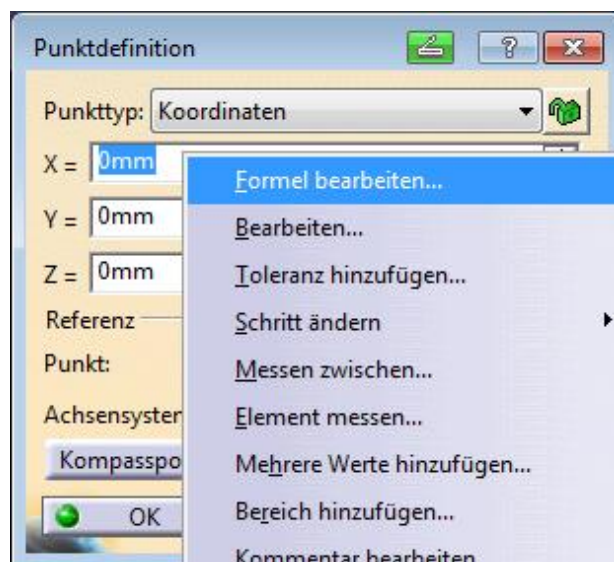 Punktdefinition
Punkttyp: Koordinaten
X = 0mm
Formel bearbeiten...
Y = 0mm
Bearbeiten...
Z = 0mm
Toleranz hinzufügen...
Referenz
Schritt ändern
Punkt:
Messen zwischen...
Achsensystem
Element messen...
Kompasspo
Mehrere Werte hinzufügen...
OK
Bereich hinzufügen...
Kommentar bearbeiten